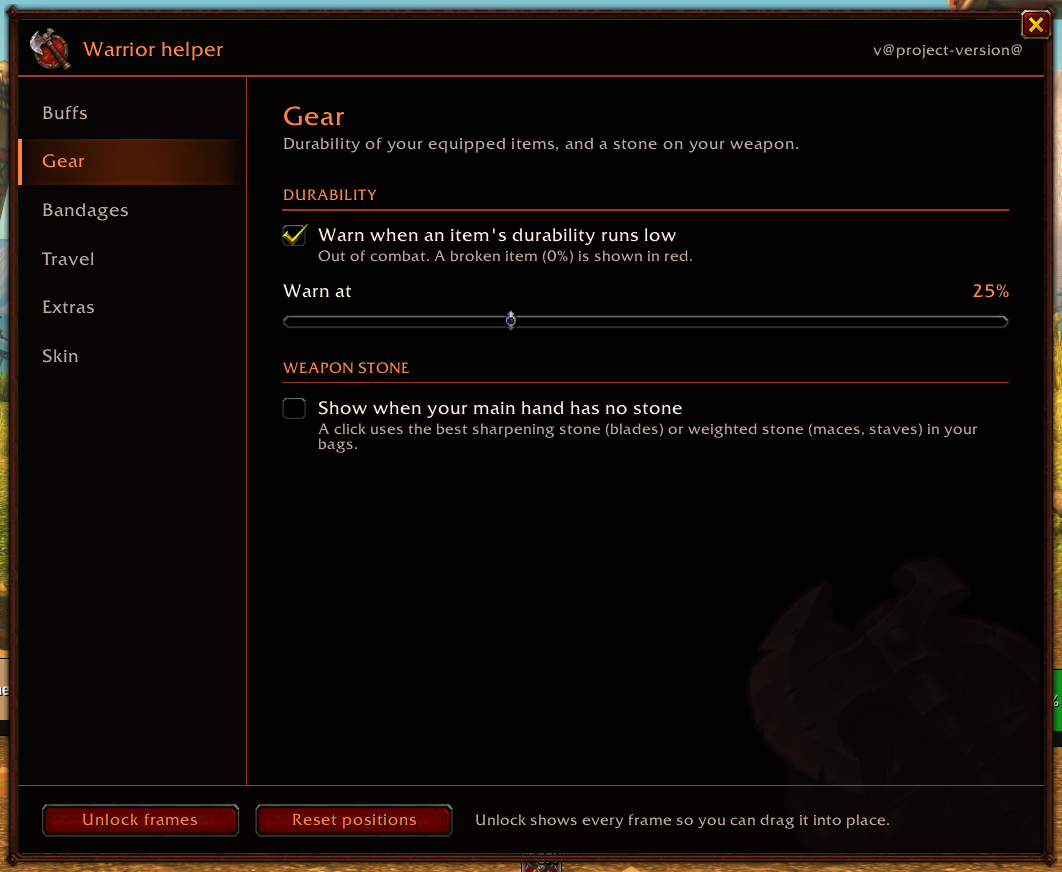 Warrior helper
v@project-version@
Buffs
Gear
Bandages
Travel
Extras
Skin
Gear
Durability of your equipped items, and a stone on your weapon.
DURABILITY
Warn when an item's durability runs low
Out of combat. A broken item (0%) is shown in red.
Warn at
25%
WEAPON STONE
Show when your main hand has no stone
A click uses the best sharpening stone (blades) or weighted stone (maces, staves) in your
bags.
Unlock frames
Reset positions
Unlock shows every frame so you can drag it into place.